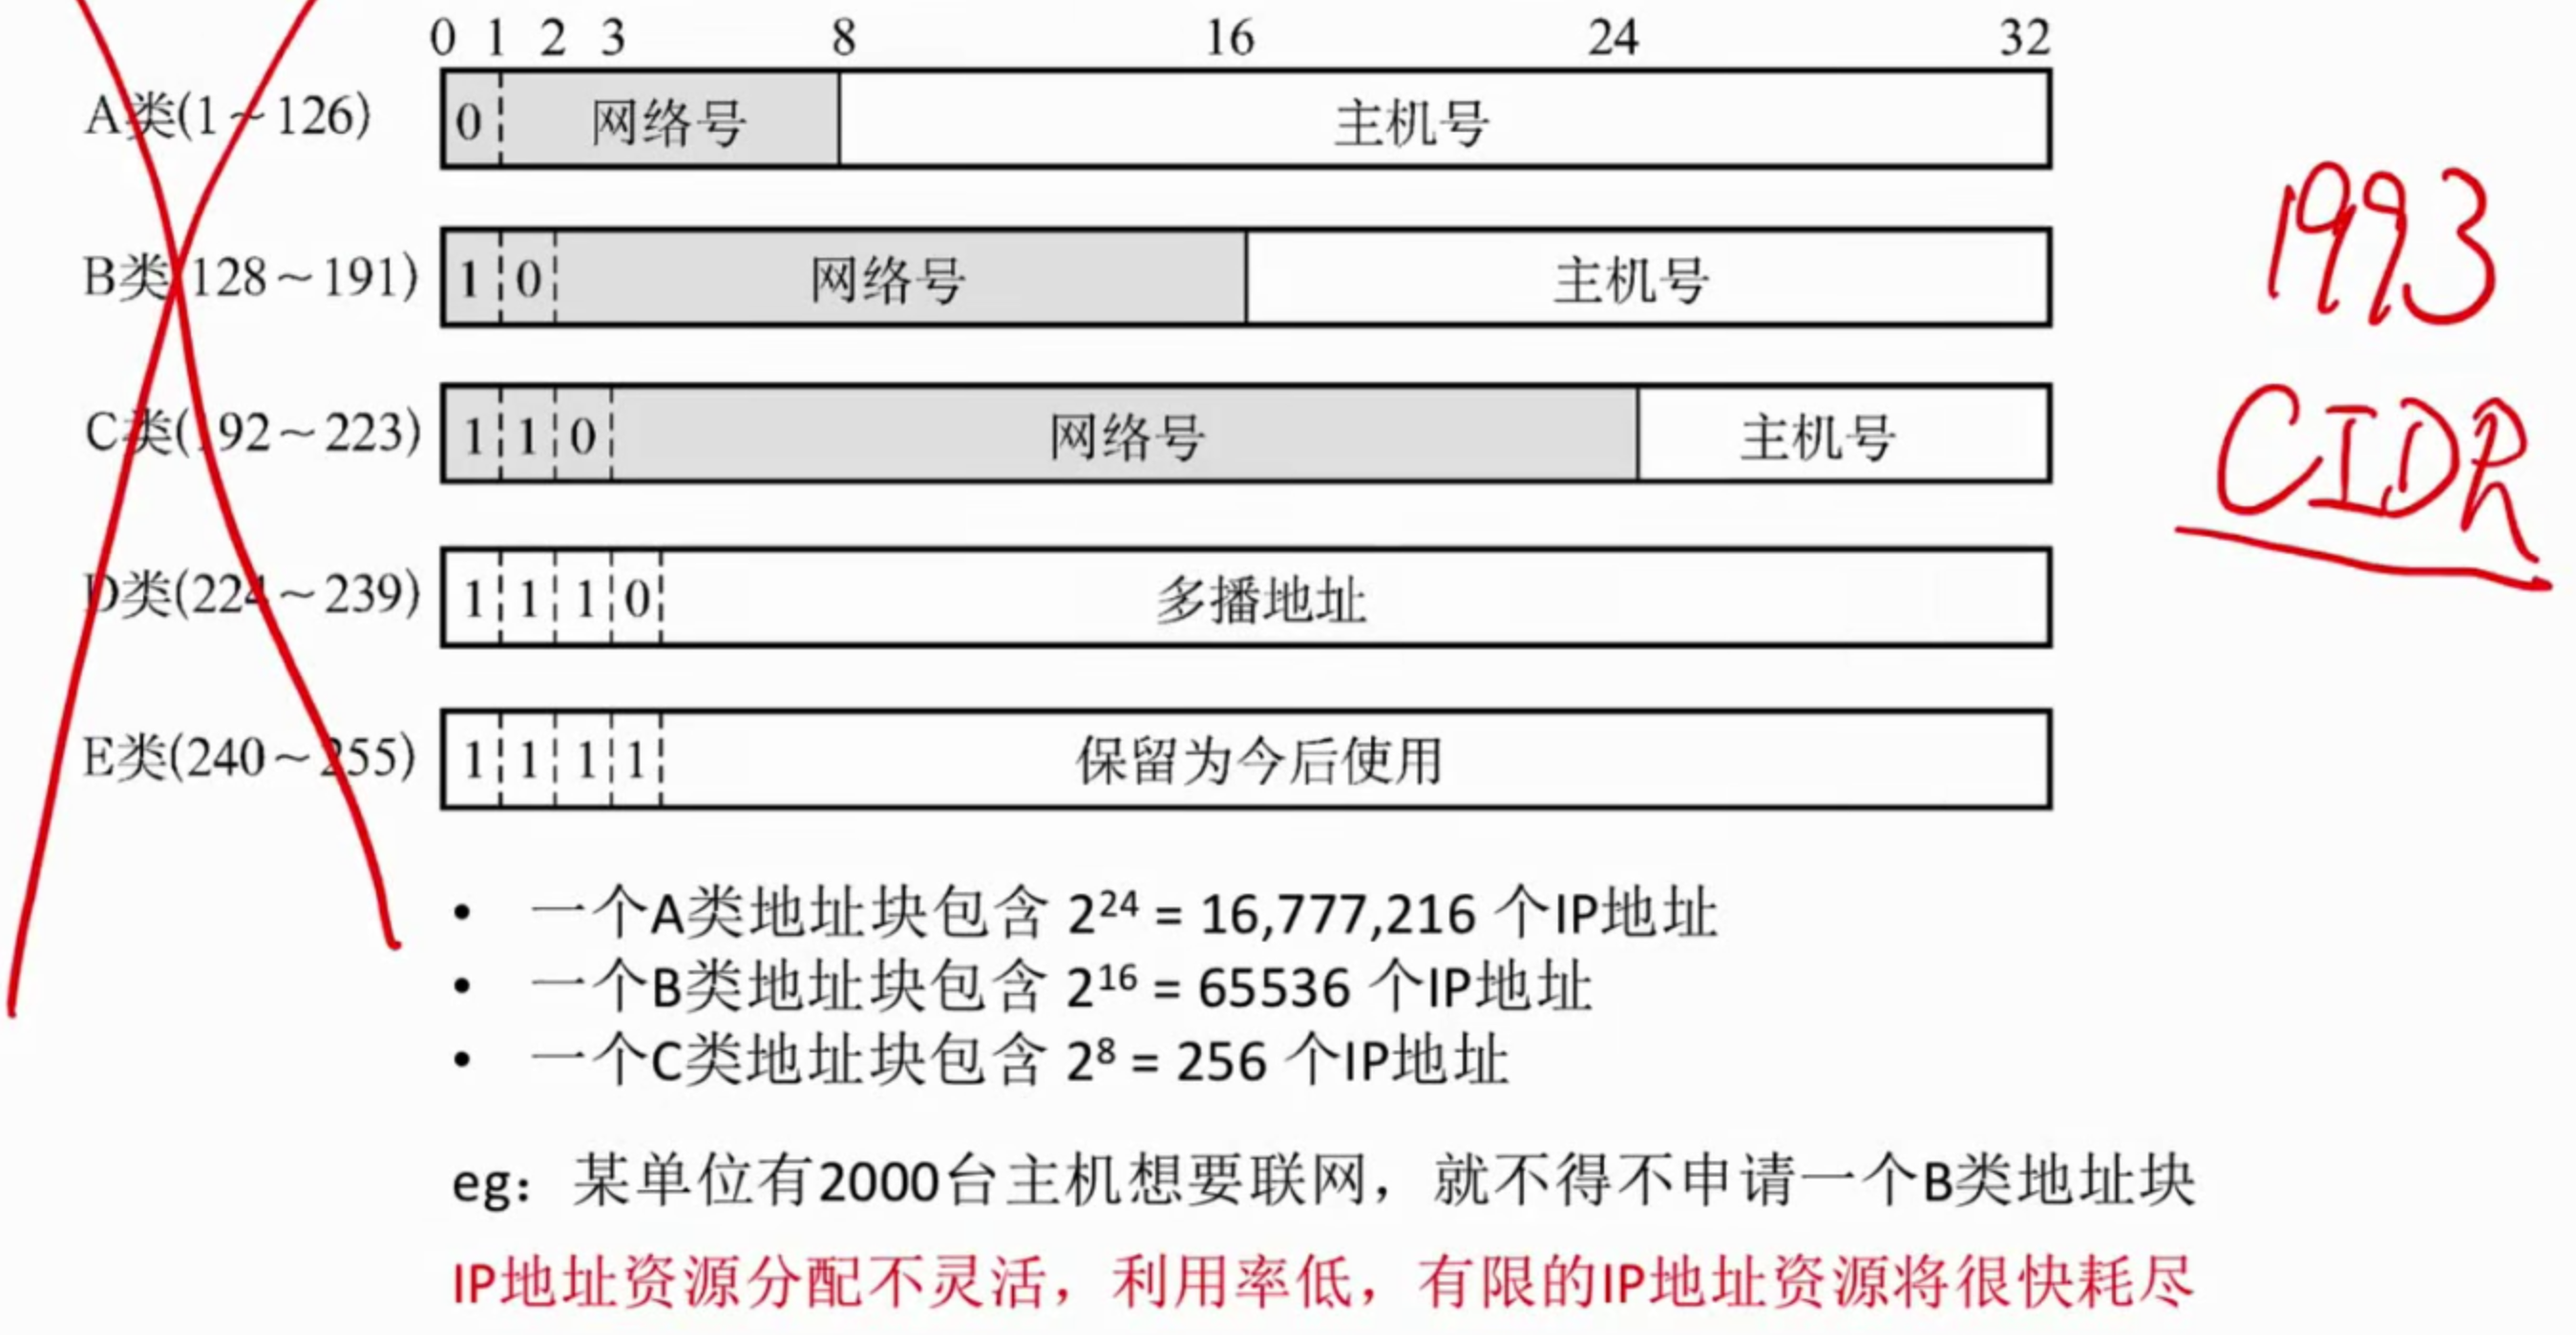 0 1 2 3 8 16 24 32
A类(1～126) 0 网络号 主机号
B类(128～191) 1 0 网络号 主机号
1993
C类(192～223) 1 1 0 网络号 主机号
CIDR
D类(224～239) 1 1 1 0 多播地址
E类(240～255) 1 1 1 1 保留为今后使用
• 一个A类地址块包含 2²⁴ = 16,777,216 个IP地址
• 一个B类地址块包含 2¹⁶ = 65536 个IP地址
• 一个C类地址块包含 2⁸ = 256 个IP地址
eg：某单位有2000台主机想要联网，就不得不申请一个B类地址块
IP地址资源分配不灵活，利用率低，有限的IP地址资源将很快耗尽